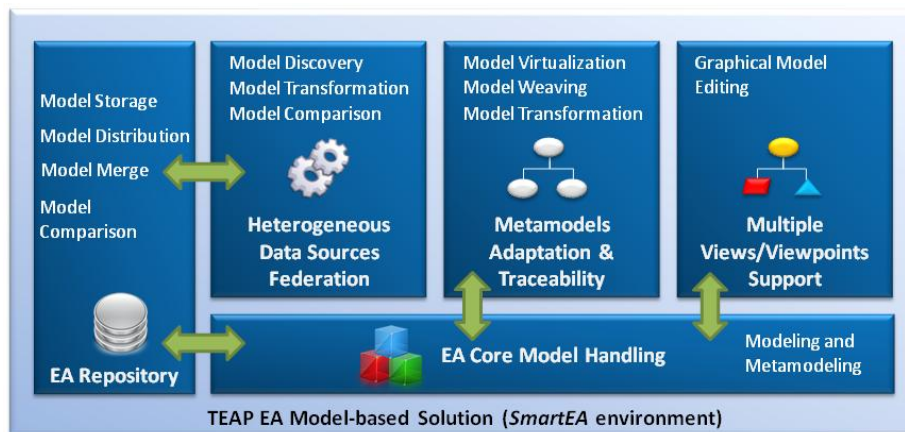 Model Storage
Model Distribution
Model Merge
Model
Comparison
EA Repository
Model Discovery
Model Transformation
Model Comparison
Heterogeneous
Data Sources
Federation
Model Virtualization
Model Weaving
Model Transformation
Metamodels
Adaptation &
Traceability
Graphical Model
Editing
Multiple
Views/Viewpoints
Support
EA Core Model Handling
Modeling and
Metamodeling
TEAP EA Model-based Solution (SmartEA environment)